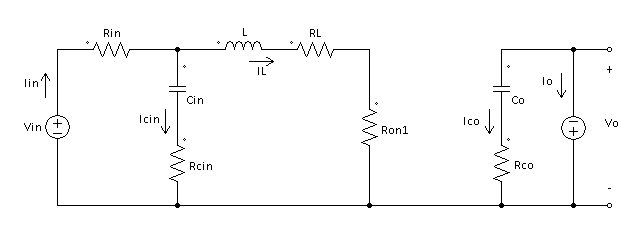 Rin
L
RL
IL
Iin
Cin
Co
Io
+
Icin
Ico
Vin
+
-
Ron1
-
+
Vo
Rcin
Rco
-